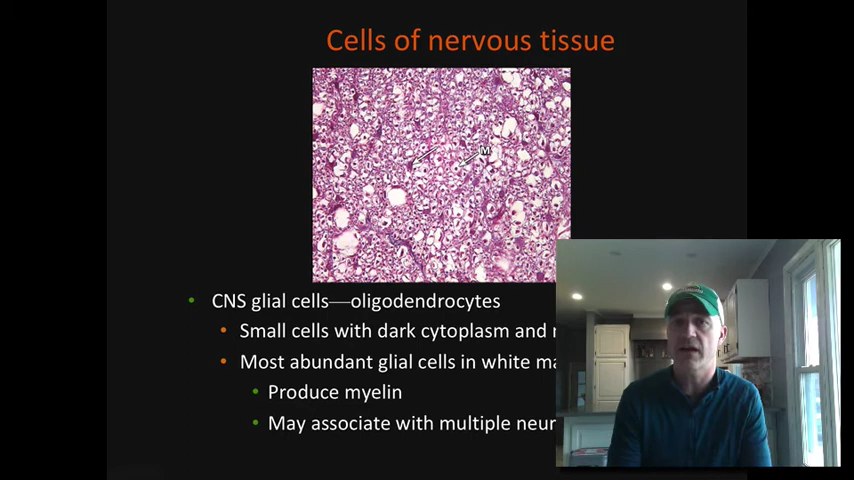 Cells of nervous tissue
M
CNS glial cells—oligodendrocytes
Small cells with dark cytoplasm and
Most abundant glial cells in white
Produce myelin
May associate with multiple